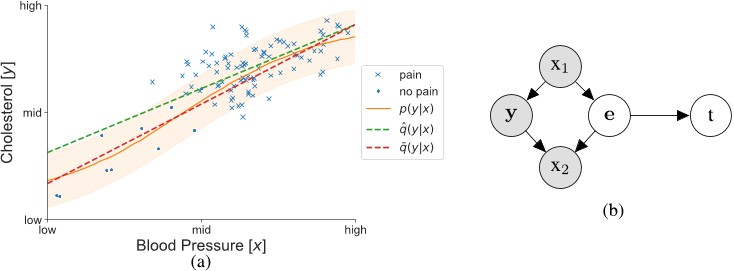 high
mid
low
Cholesterol [y]
low mid high
Blood Pressure [x]
pain
no pain
p(y|x)
q̂(y|x)
q̃(y|x)
(a)
x₁
y e t
x₂
(b)